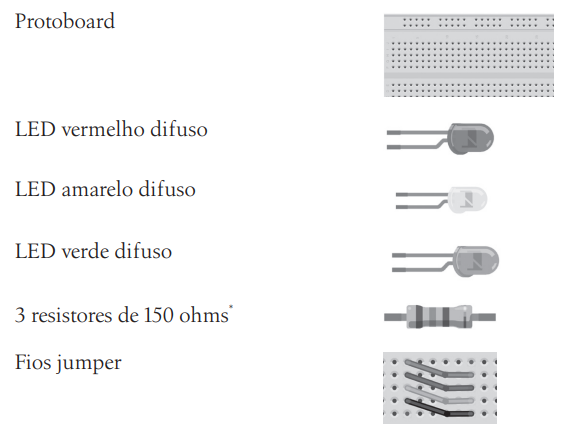 Protoboard
LED vermelho difuso
LED amarelo difuso
LED verde difuso
3 resistores de 150 ohms*
Fios jumper